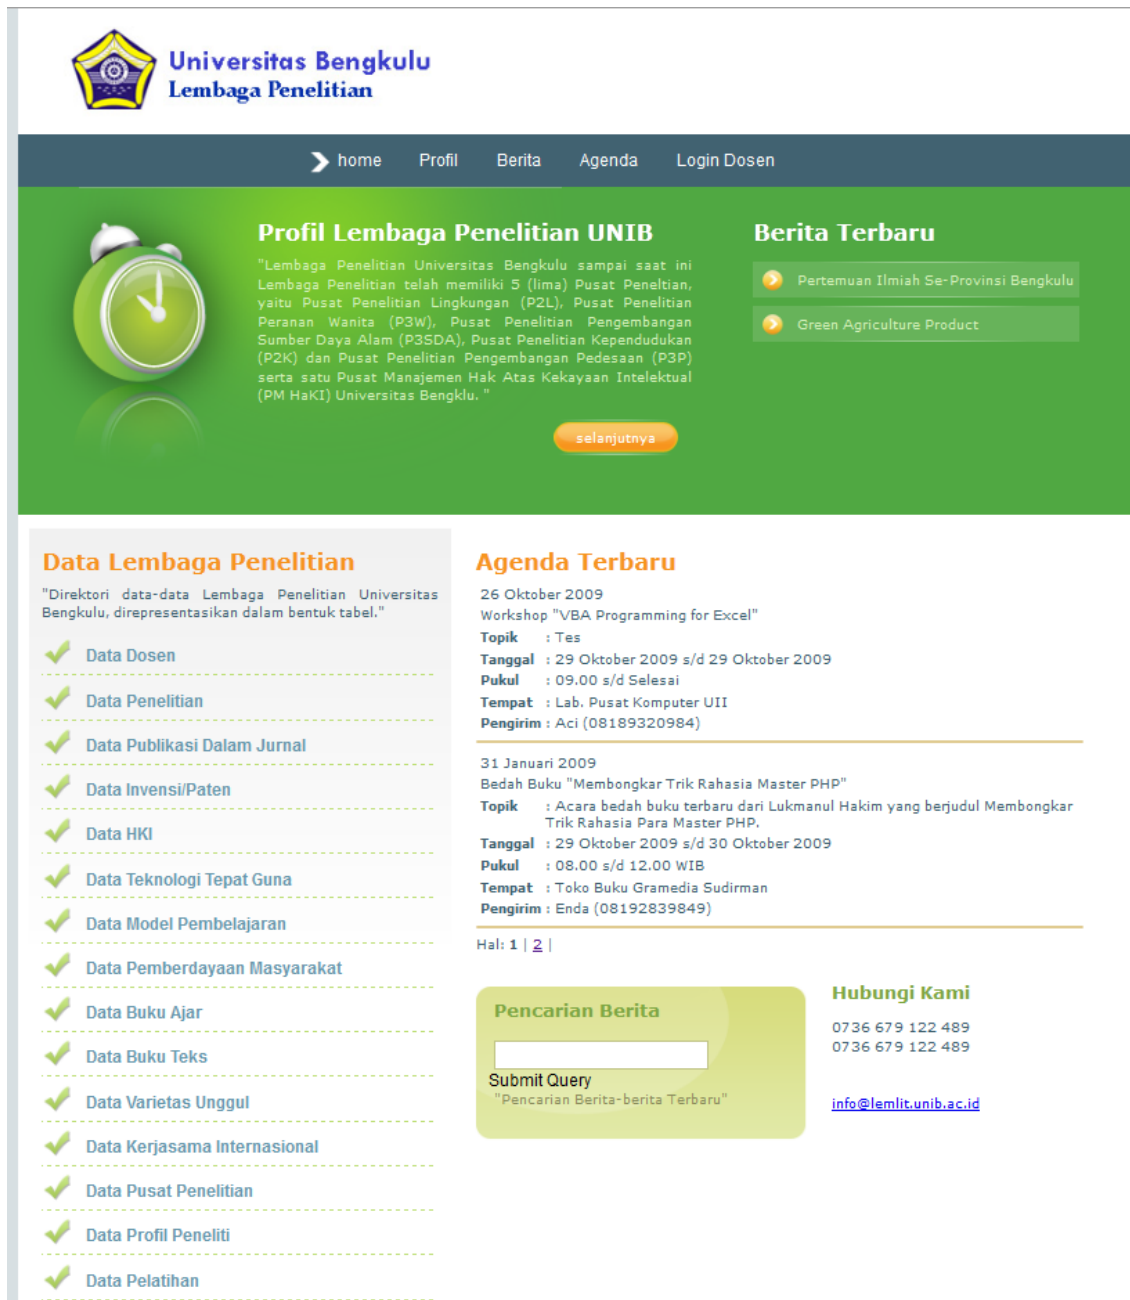 Universitas Bengkulu
Lembaga Penelitian
home Profil Berita Agenda Login Dosen
Profil Lembaga Penelitian UNIB
"Lembaga Penelitian Universitas Bengkulu sampai saat ini
Lembaga Penelitian telah memiliki 5 (lima) Pusat Peneltian,
yaitu Pusat Penelitian Lingkungan (P2L), Pusat Penelitian
Peranan Wanita (P3W), Pusat Penelitian Pengembangan
Sumber Daya Alam (P3SDA), Pusat Penelitian Kependudukan
(P2K) dan Pusat Penelitian Pengembangan Pedesaan (P3P)
serta satu Pusat Manajemen Hak Atas Kekayaan Intelektual
(PM HaKI) Universitas Bengklu. "
selanjutnya
Berita Terbaru
Pertemuan Ilmiah Se-Provinsi Bengkulu
Green Agriculture Product
Data Lembaga Penelitian
"Direktori data-data Lembaga Penelitian Universitas
Bengkulu, direpresentasikan dalam bentuk tabel."
Data Dosen
Data Penelitian
Data Publikasi Dalam Jurnal
Data Invensi/Paten
Data HKI
Data Teknologi Tepat Guna
Data Model Pembelajaran
Data Pemberdayaan Masyarakat
Data Buku Ajar
Data Buku Teks
Data Varietas Unggul
Data Kerjasama Internasional
Data Pusat Penelitian
Data Profil Peneliti
Data Pelatihan
Agenda Terbaru
26 Oktober 2009
Workshop "VBA Programming for Excel"
Topik : Tes
Tanggal : 29 Oktober 2009 s/d 29 Oktober 2009
Pukul : 09.00 s/d Selesai
Tempat : Lab. Pusat Komputer UII
Pengirim : Aci (08189320984)
31 Januari 2009
Bedah Buku "Membongkar Trik Rahasia Master PHP"
Topik : Acara bedah buku terbaru dari Lukmanul Hakim yang berjudul Membongkar
Trik Rahasia Para Master PHP.
Tanggal : 29 Oktober 2009 s/d 30 Oktober 2009
Pukul : 08.00 s/d 12.00 WIB
Tempat : Toko Buku Gramedia Sudirman
Pengirim : Enda (08192839849)
Hal: 1 | 2 |
Pencarian Berita
Submit Query
"Pencarian Berita-berita Terbaru"
Hubungi Kami
0736 679 122 489
0736 679 122 489
info@lemlit.unib.ac.id